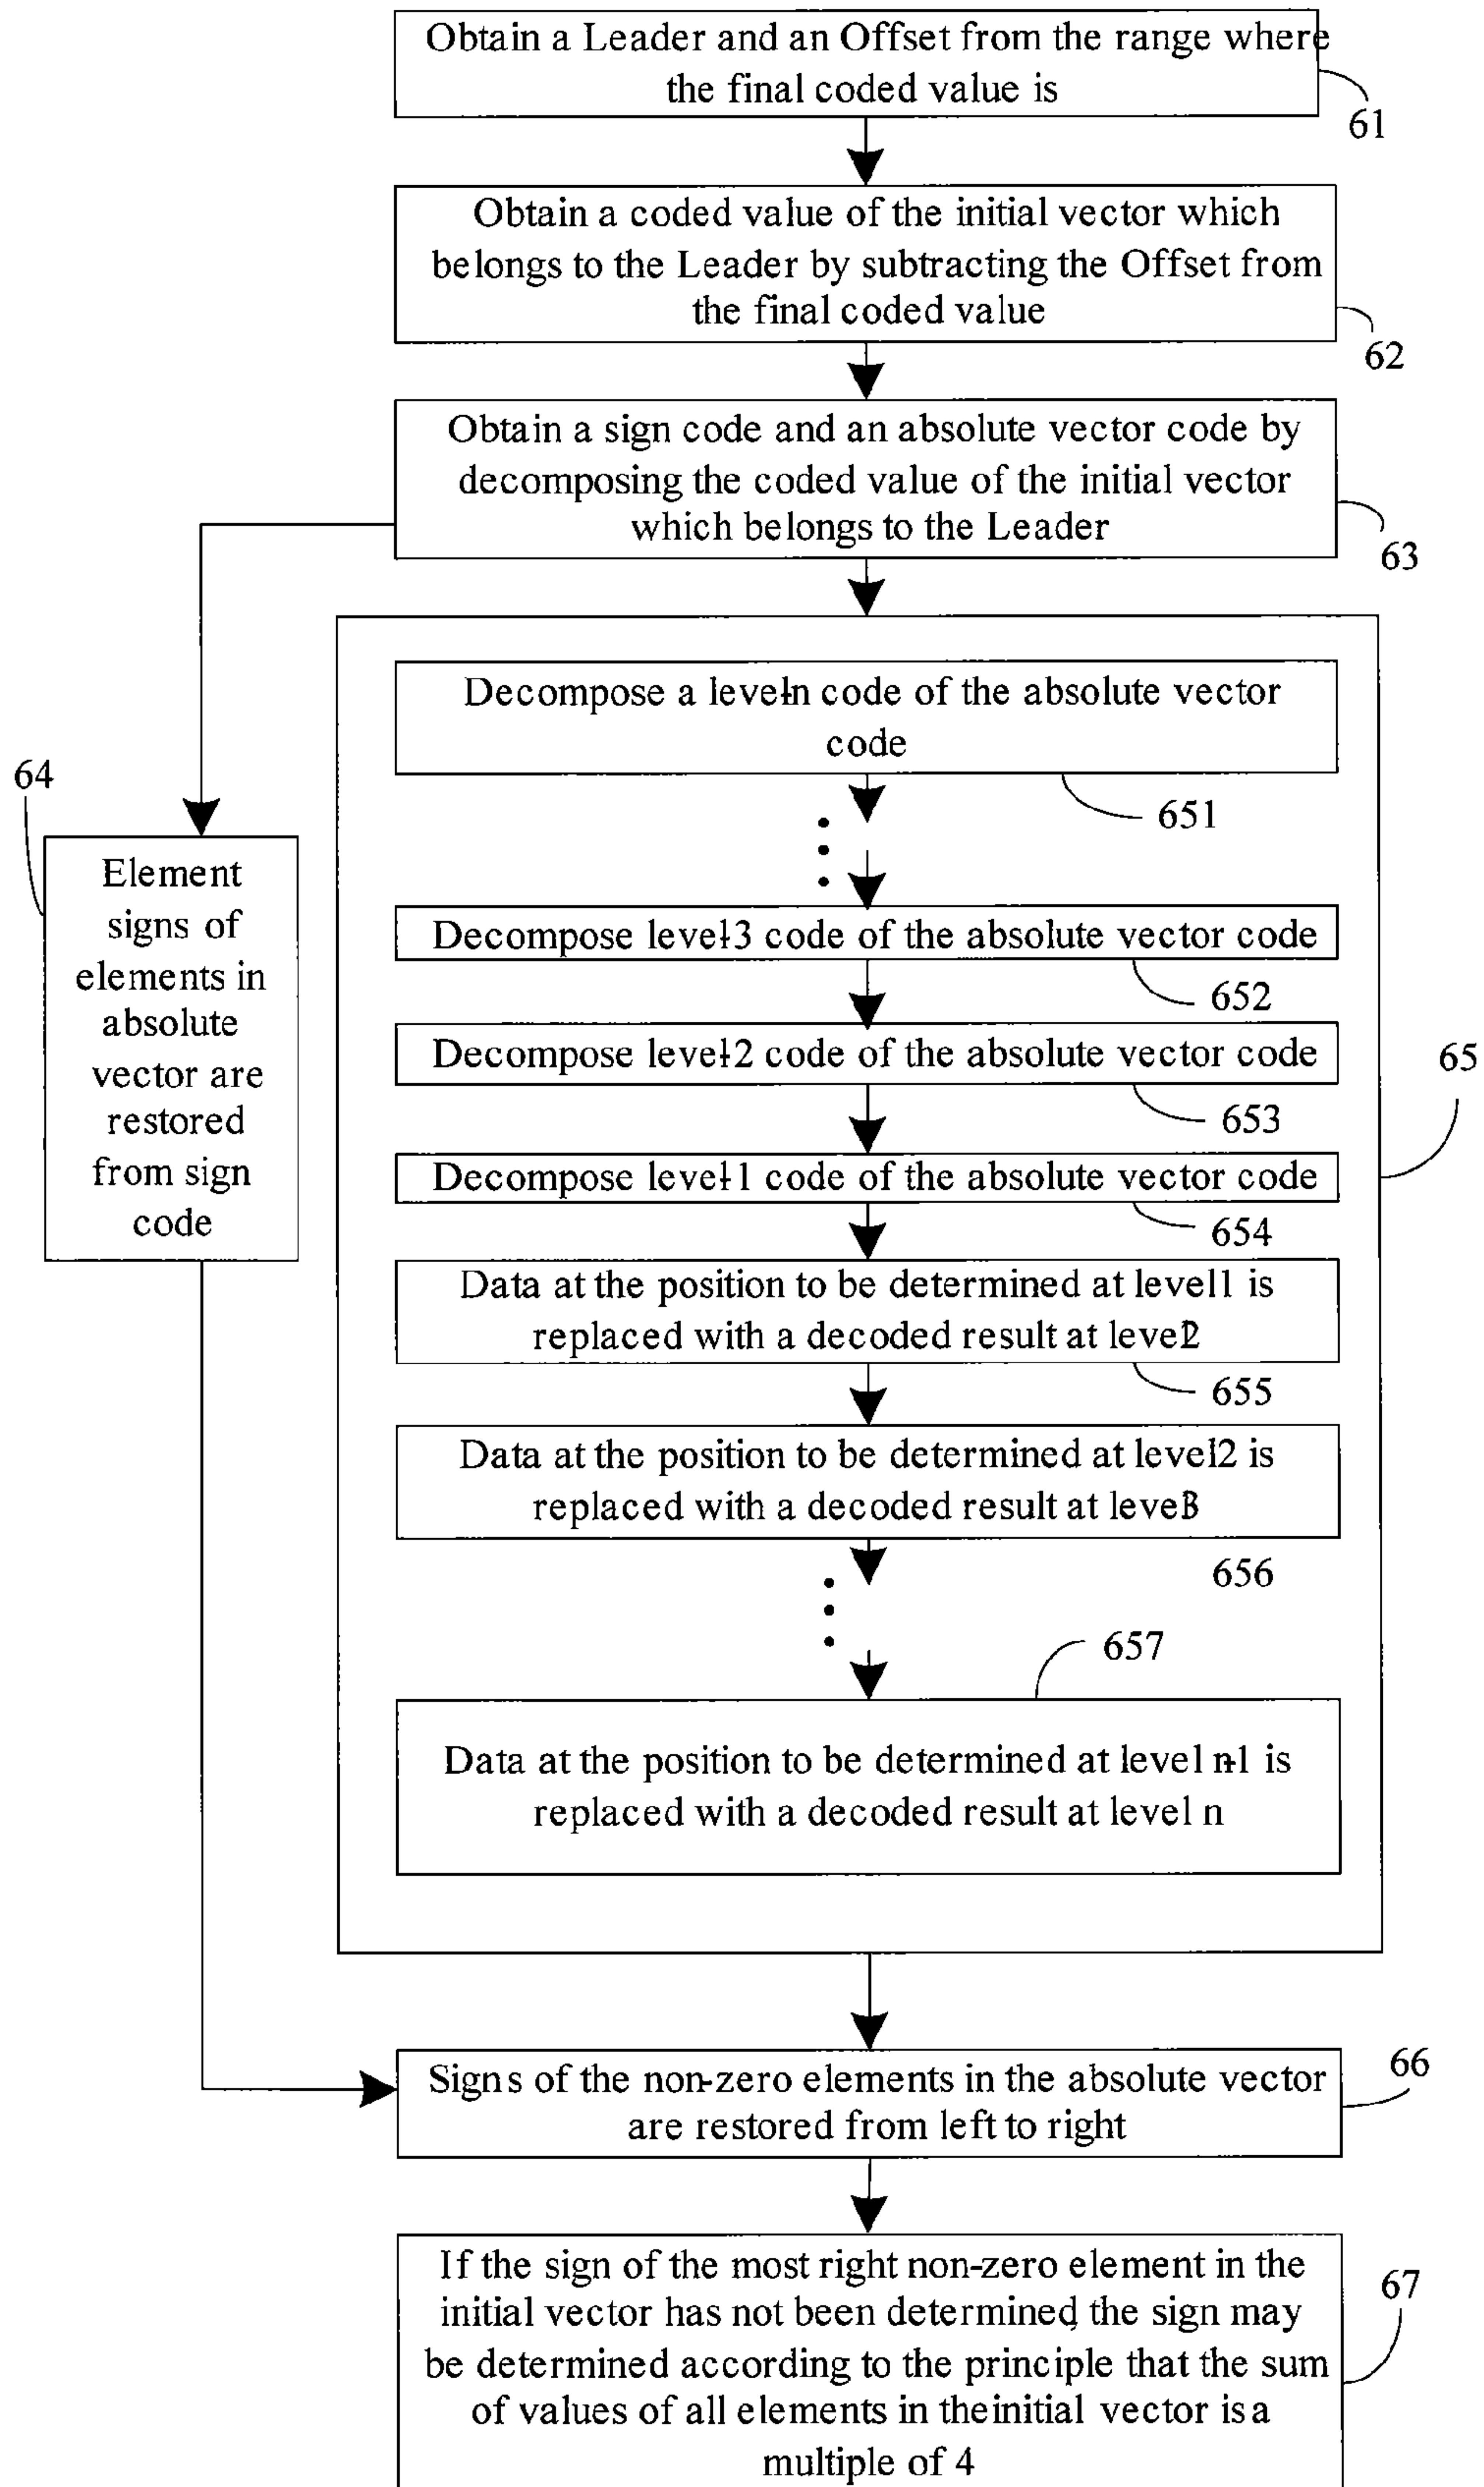 Obtain a Leader and an Offset from the range where
the final coded value is
61
Obtain a coded value of the initial vector which
belongs to the Leader by subtracting the Offset from
the final coded value
62
Obtain a sign code and an absolute vector code by
decomposing the coded value of the initial vector
which belongs to the Leader
63
64
Element
signs of
elements in
absolute
vector are
restored
from sign
code
Decompose a level-n code of the absolute vector
code
651
Decompose level-3 code of the absolute vector code
652
Decompose level-2 code of the absolute vector code
653
65
Decompose level-1 code of the absolute vector code
654
Data at the position to be determined at level 1 is
replaced with a decoded result at level 2
655
Data at the position to be determined at level 2 is
replaced with a decoded result at level 3
656
657
Data at the position to be determined at level n-1 is
replaced with a decoded result at level n
Signs of the non-zero elements in the absolute vector
are restored from left to right
66
If the sign of the most right non-zero element in the
initial vector has not been determined, the sign may
be determined according to the principle that the sum
of values of all elements in the initial vector is a
multiple of 4
67